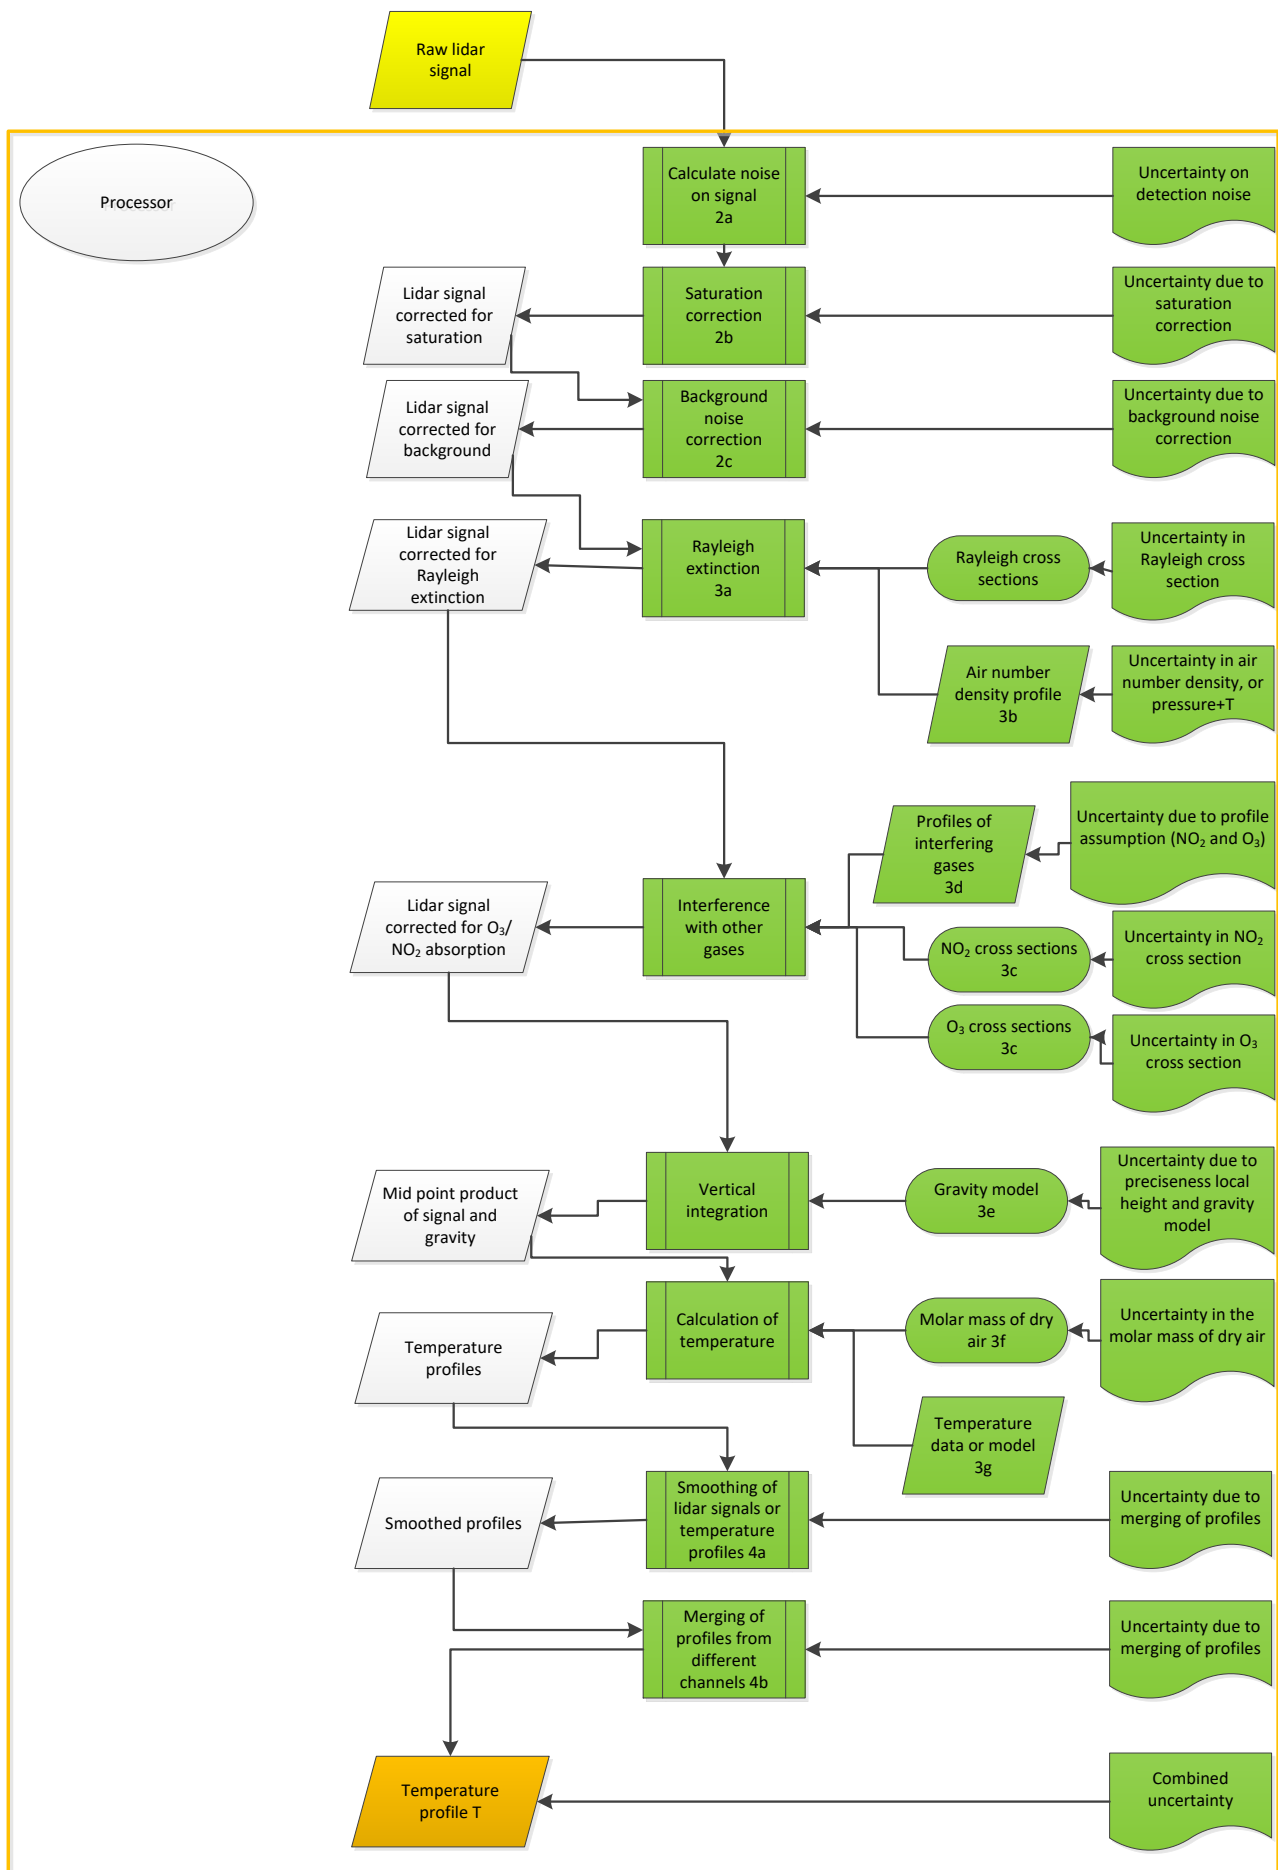 Raw lidar
signal
Processor
Calculate noise
on signal
2a
Uncertainty on
detection noise
Lidar signal
corrected for
saturation
Saturation
correction
2b
Uncertainty due to
saturation
correction
Lidar signal
corrected for
background
Background
noise
correction
2c
Uncertainty due to
background noise
correction
Lidar signal
corrected for
Rayleigh
extinction
Rayleigh
extinction
3a
Rayleigh cross
sections
Uncertainty in
Rayleigh cross
section
Air number
density profile
3b
Uncertainty in air
number density, or
pressure+T
Profiles of
interfering
gases
3d
Uncertainty due to profile
assumption (NO₂ and O₃)
Lidar signal
corrected for O₃/
NO₂ absorption
Interference
with other
gases
NO₂ cross sections
3c
Uncertainty in NO₂
cross section
O₃ cross sections
3c
Uncertainty in O₃
cross section
Mid point product
of signal and
gravity
Vertical
integration
Gravity model
3e
Uncertainty due to
preciseness local
height and gravity
model
Temperature
profiles
Calculation of
temperature
Molar mass of dry
air 3f
Uncertainty in the
molar mass of dry air
Temperature
data or model
3g
Smoothed profiles
Smoothing of
lidar signals or
temperature
profiles 4a
Uncertainty due to
merging of profiles
Merging of
profiles from
different
channels 4b
Uncertainty due to
merging of profiles
Temperature
profile T
Combined
uncertainty